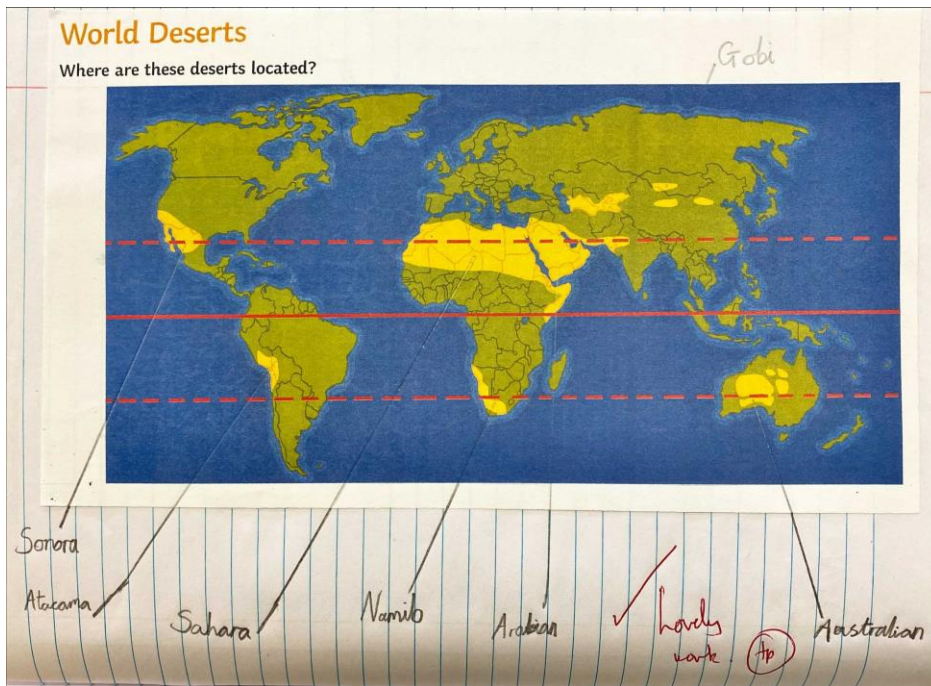 World Deserts
Where are these deserts located?
Gobi
Sonora
Atacama
Sahara
Namib
Arabian
Lovely
work.
Australian